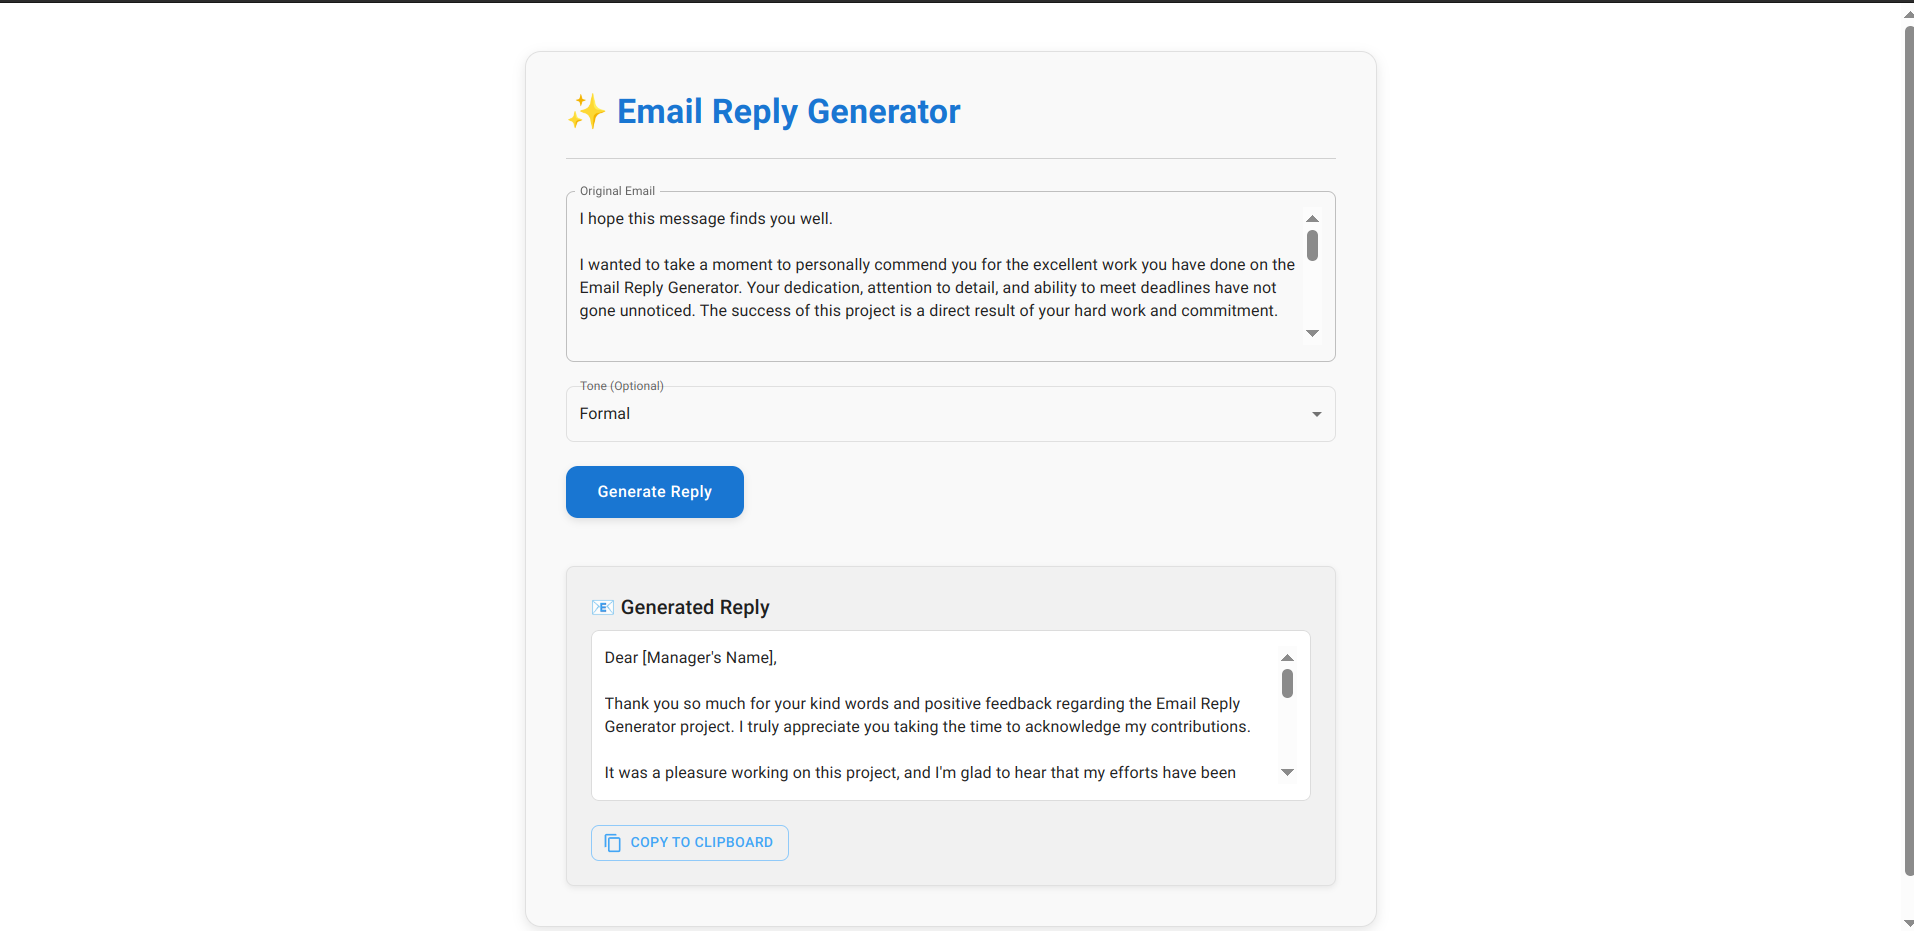 ✨ Email Reply Generator
Original Email
I hope this message finds you well.
I wanted to take a moment to personally commend you for the excellent work you have done on the
Email Reply Generator. Your dedication, attention to detail, and ability to meet deadlines have not
gone unnoticed. The success of this project is a direct result of your hard work and commitment.
Tone (Optional)
Formal
Generate Reply
📧 Generated Reply
Dear [Manager's Name],
Thank you so much for your kind words and positive feedback regarding the Email Reply
Generator project. I truly appreciate you taking the time to acknowledge my contributions.
It was a pleasure working on this project, and I'm glad to hear that my efforts have been
COPY TO CLIPBOARD